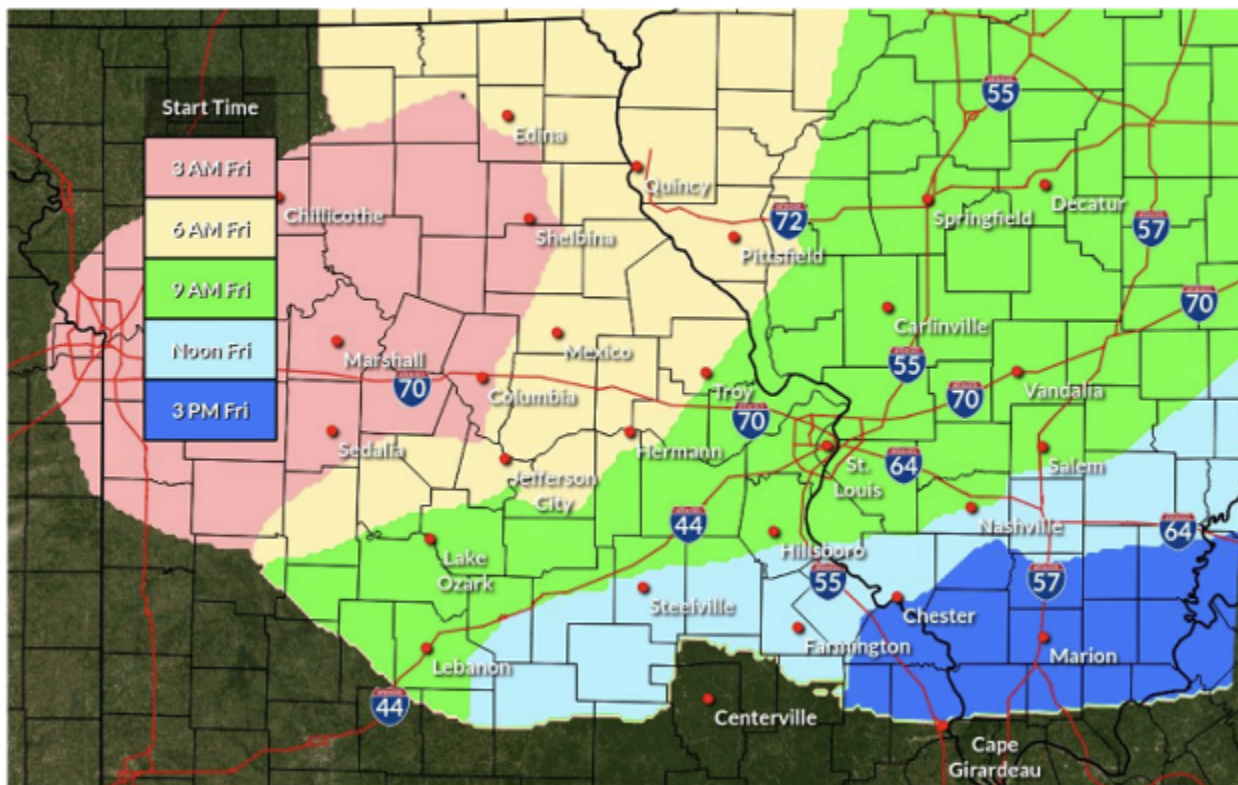 Start Time
3 AM Fri
6 AM Fri
9 AM Fri
Noon Fri
3 PM Fri
55
Edina
Quincy
Chillicothe
Shelbina
72
Pittsfield
Springfield
Decatur
57
70
Marshall
Mexico
Carlinville
55
70
Columbia
Troy
70
70
Vandalia
Sedalia
Jefferson
City
Hermann
St.
Louis
64
Salem
44
Nashville
64
Lake
Ozark
Hillsboro
Steelville
55
57
Chester
Lebanon
Farmington
Marion
44
Centerville
Cape
Girardeau